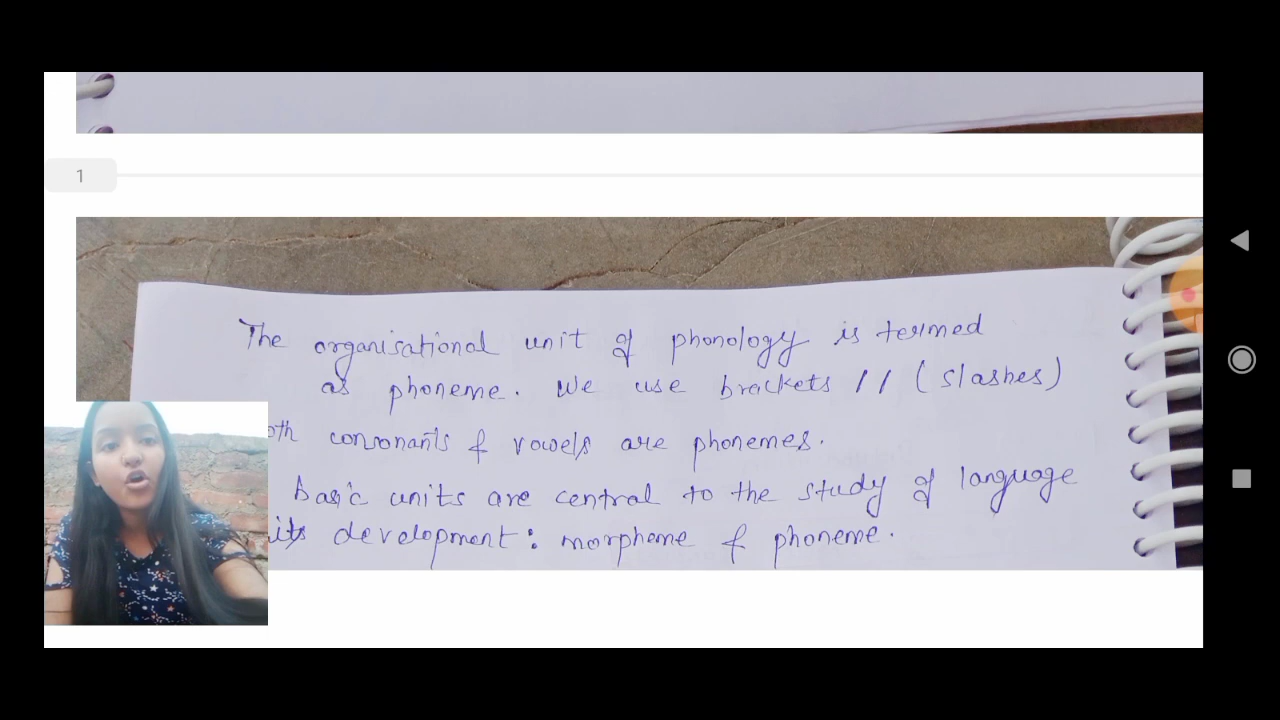 1
The organisational unit of phonology is termed
as phoneme. We use brackets // (slashes)
oth consonants & vowels are phonemes.
basic units are central to the study of language
its development: morpheme & phoneme.